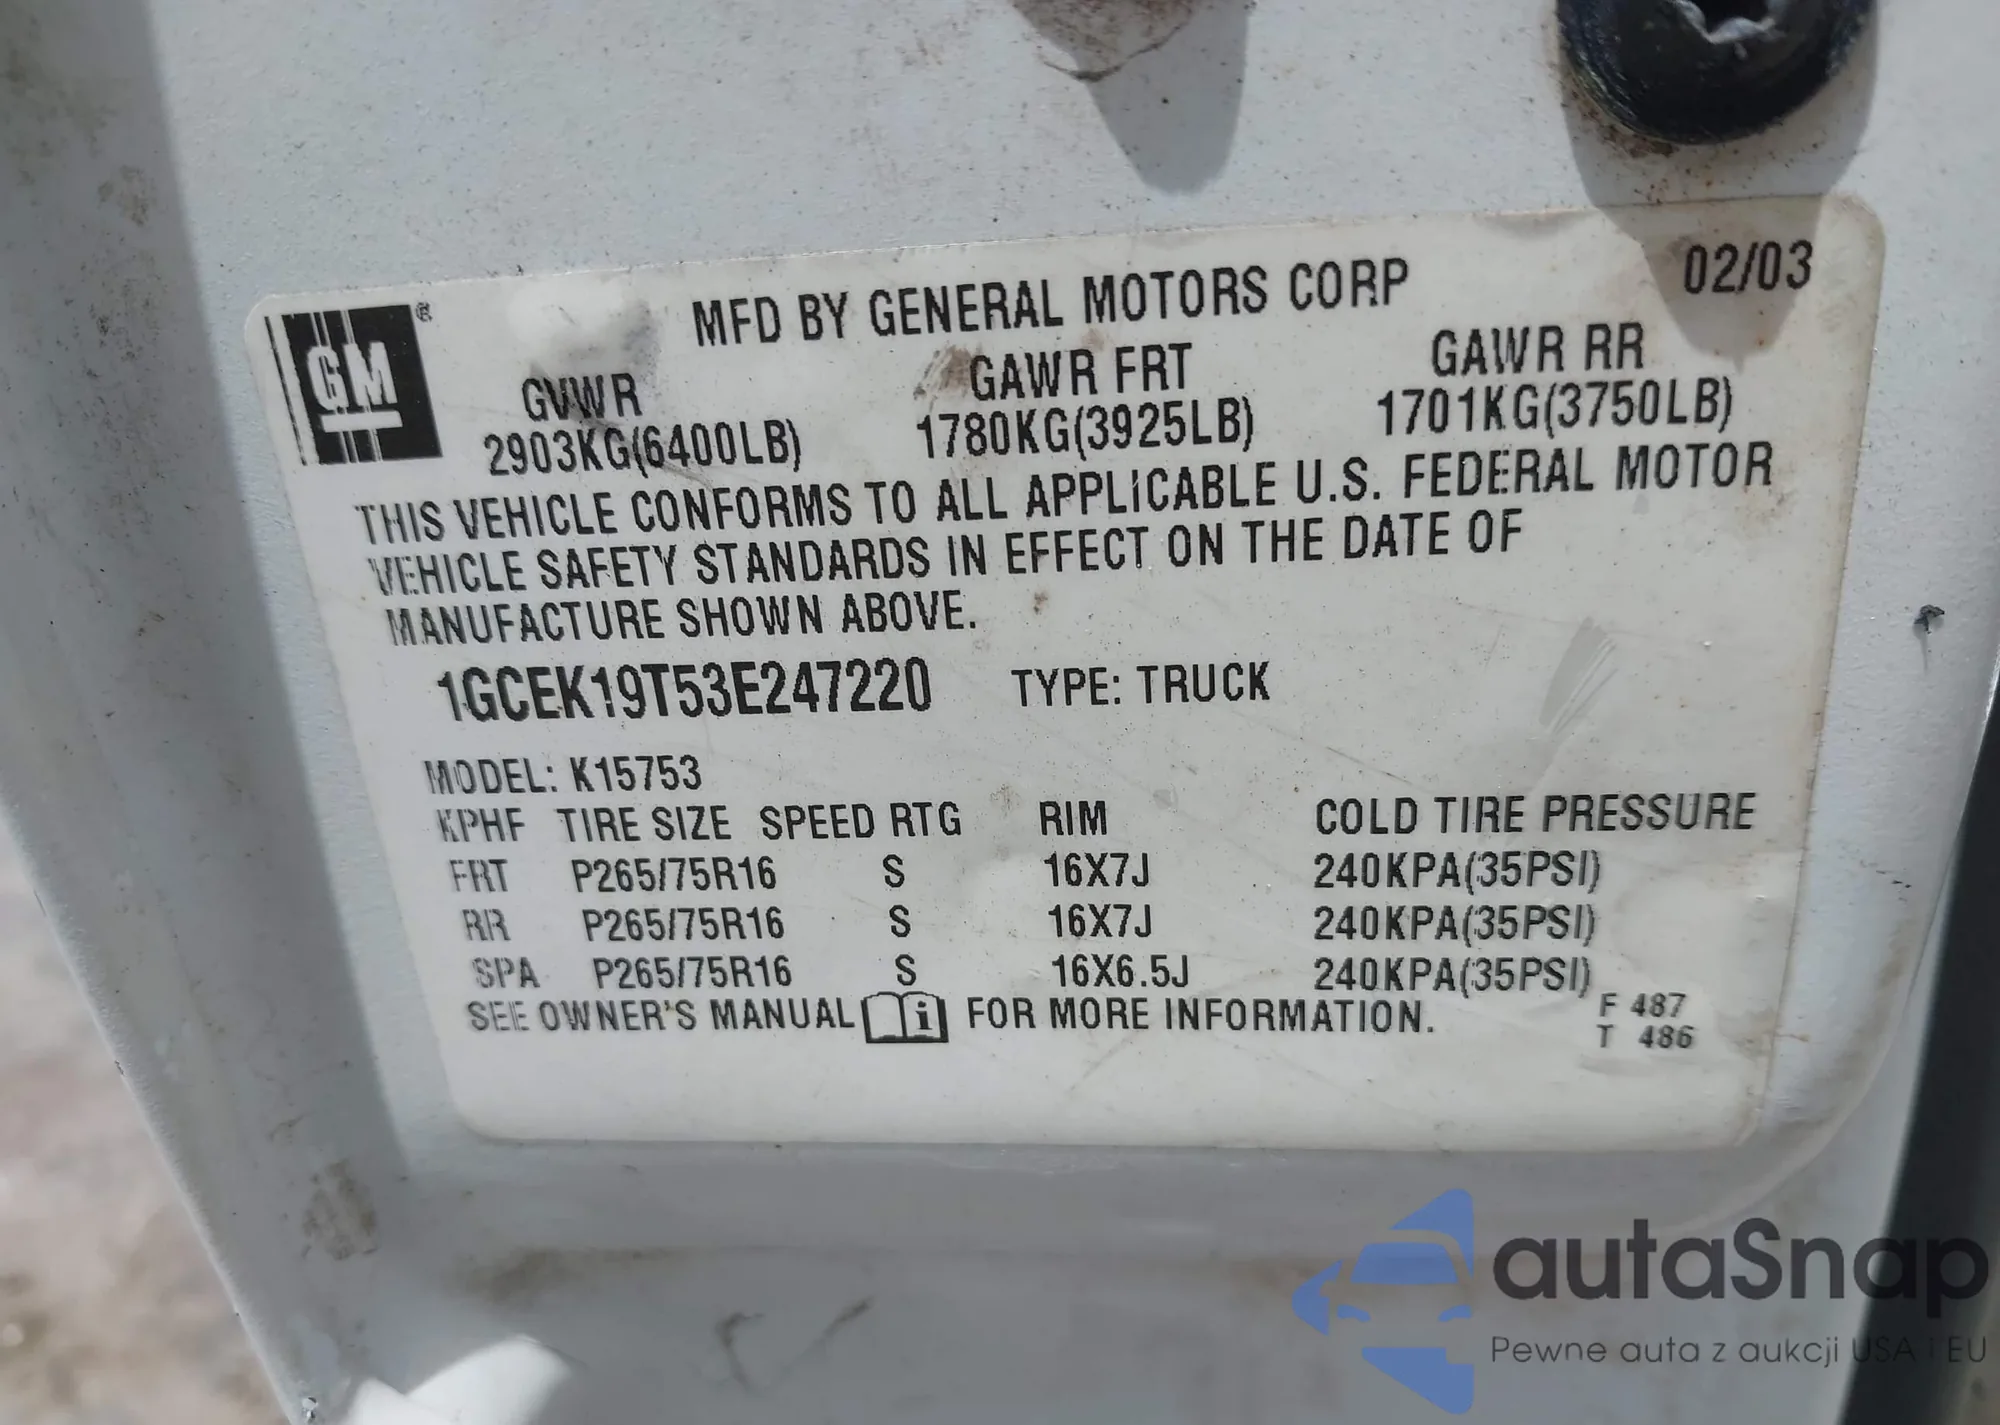 GM®
MFD BY GENERAL MOTORS CORP 02/03
GVWR GAWR FRT GAWR RR
2903KG(6400LB) 1780KG(3925LB) 1701KG(3750LB)
THIS VEHICLE CONFORMS TO ALL APPLICABLE U.S. FEDERAL MOTOR
VEHICLE SAFETY STANDARDS IN EFFECT ON THE DATE OF
MANUFACTURE SHOWN ABOVE.
1GCEK19T53E247220 TYPE: TRUCK
MODEL: K15753
KPHF TIRE SIZE SPEED RTG RIM COLD TIRE PRESSURE
FRT P265/75R16 S 16X7J 240KPA(35PSI)
RR P265/75R16 S 16X7J 240KPA(35PSI)
SPA P265/75R16 S 16X6.5J 240KPA(35PSI)
SEE OWNER'S MANUAL i FOR MORE INFORMATION.
F 487
T 486
autaSnap
Pewne auta z aukcji USA i EU